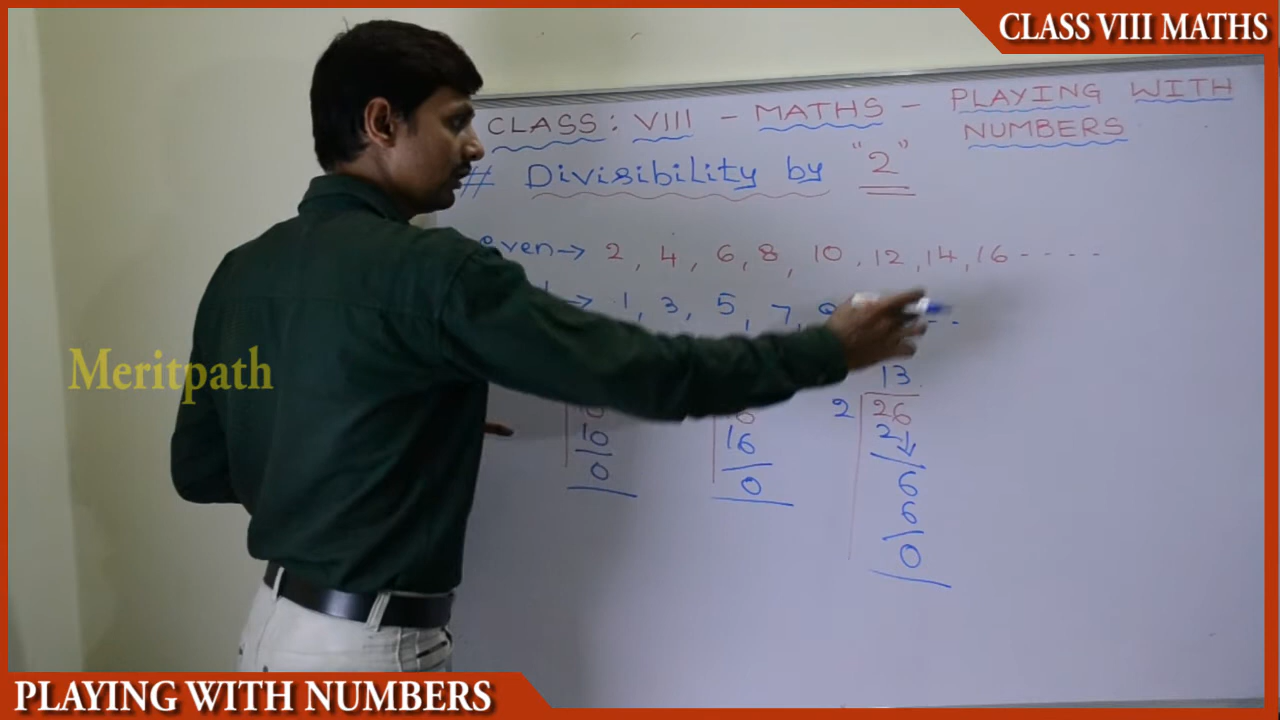 CLASS VIII MATHS
CLASS: VIII - MATHS - PLAYING WITH
NUMBERS
# Divisibility by "2"
even → 2, 4, 6, 8, 10, 12, 14, 16 - - - -
→ 1, 3, 5, 7, 9
Meritpath
13
2 26
10 16 2
0 0 6
6
0
PLAYING WITH NUMBERS